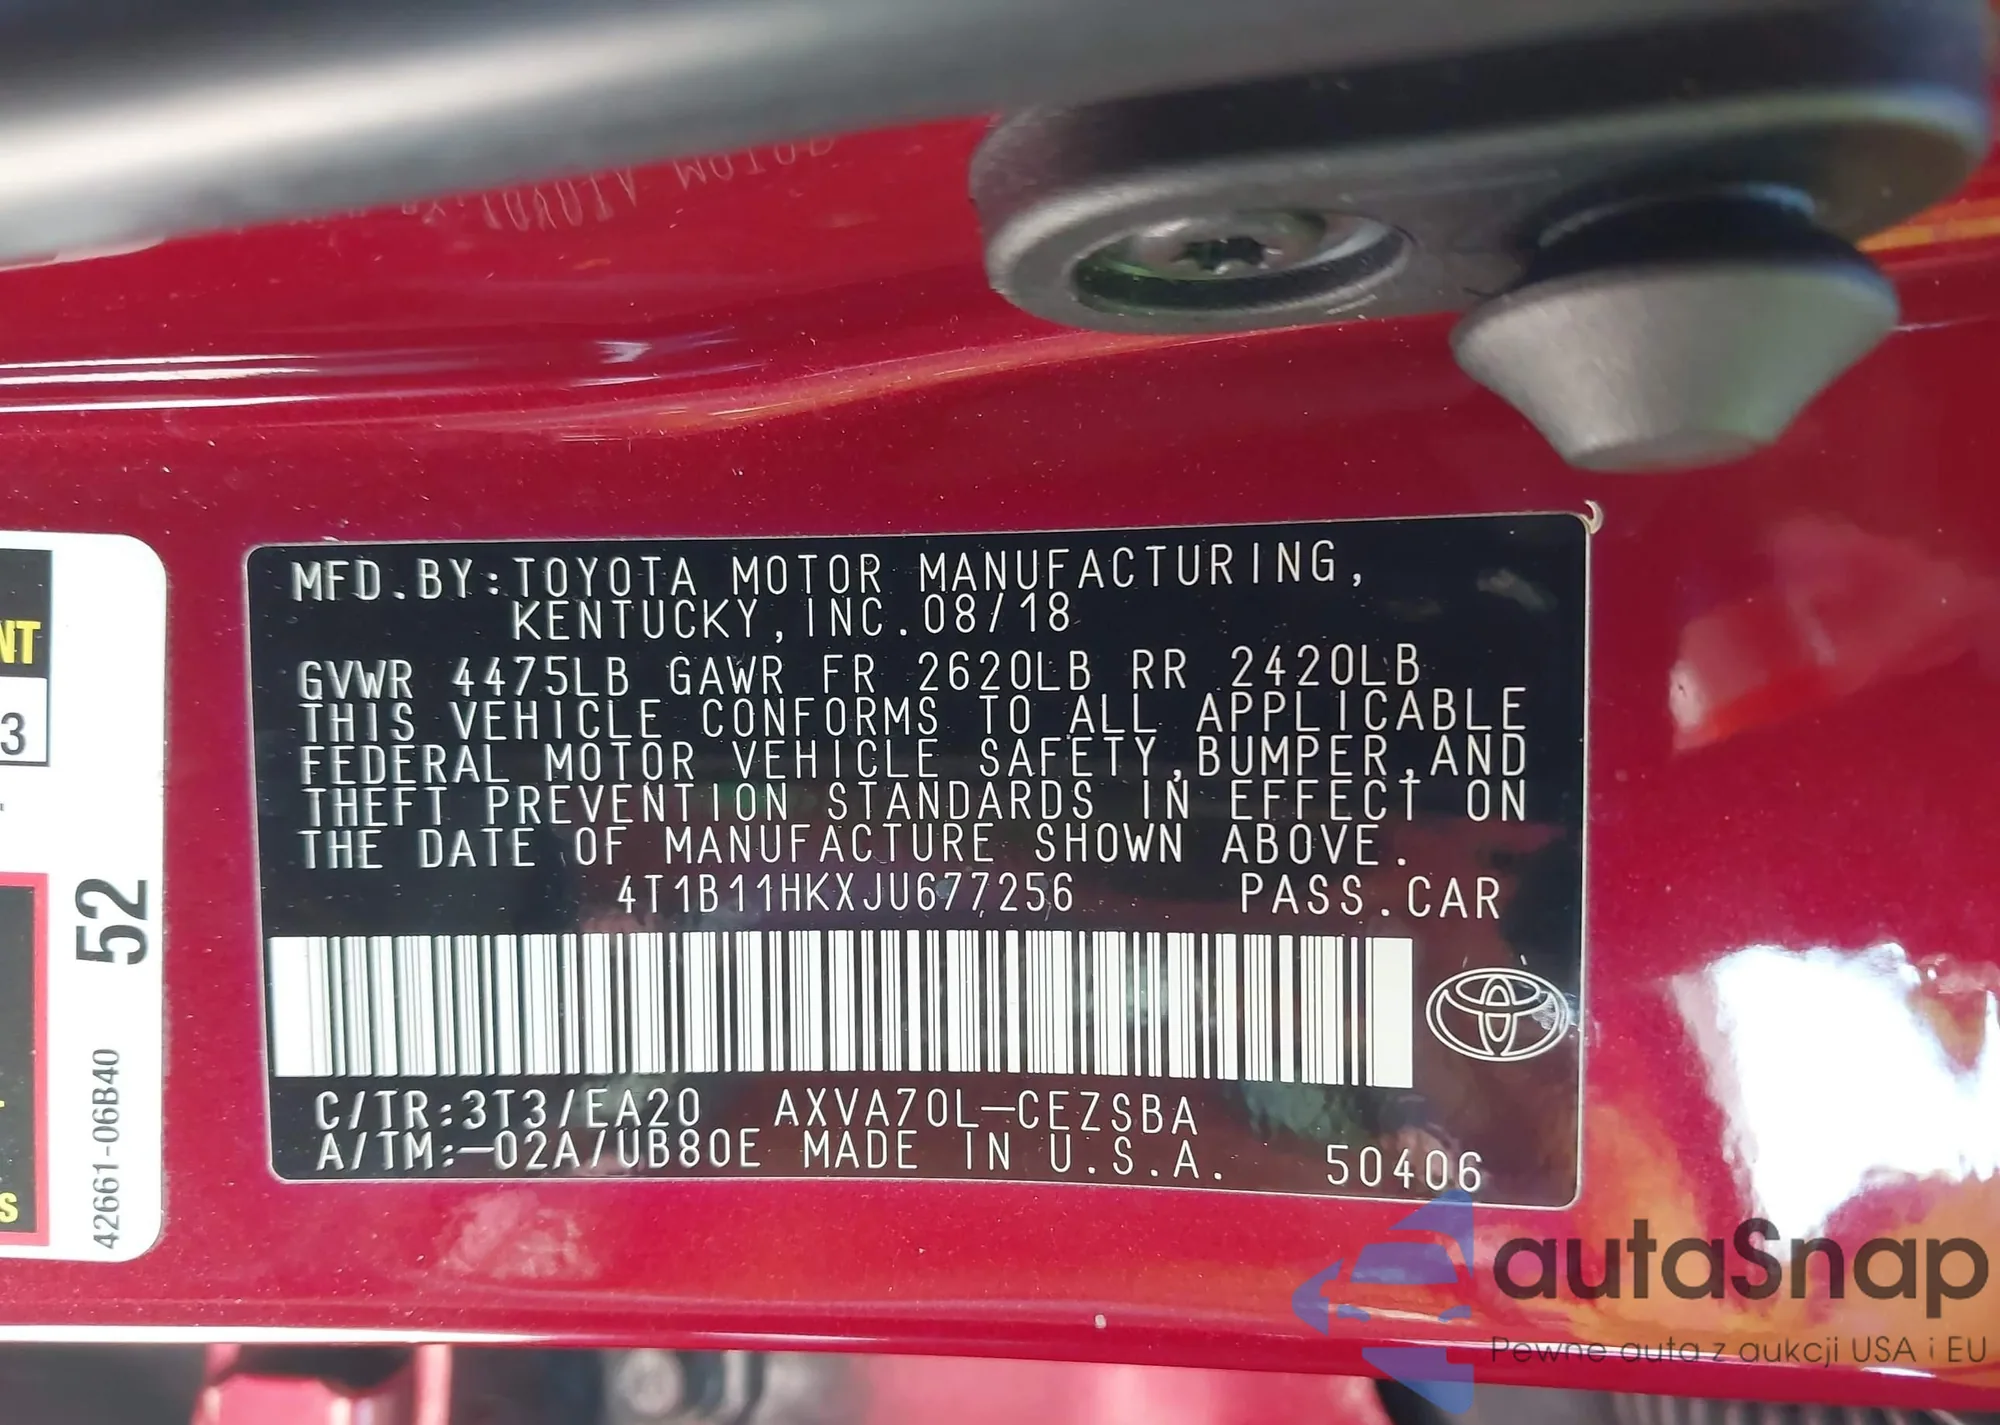 MFD.BY:TOYOTA MOTOR MANUFACTURING,
KENTUCKY,INC.08/18
GVWR 4475LB GAWR FR 2620LB RR 2420LB
THIS VEHICLE CONFORMS TO ALL APPLICABLE
FEDERAL MOTOR VEHICLE SAFETY,BUMPER,AND
THEFT PREVENTION STANDARDS IN EFFECT ON
THE DATE OF MANUFACTURE SHOWN ABOVE.
4T1B11HKXJU677256 PASS.CAR
C/TR:3T3/EA20 AXVA70L-CEZSBA
A/TM:-02A/UB80E MADE IN U.S.A. 50406
NT
3
52
42661-06B40
S
autaSnap
Pewne auta z aukcji USA i EU